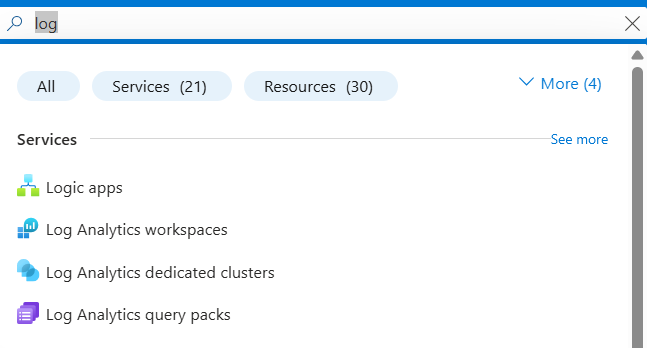 log
All Services (21) Resources (30) More (4)
Services See more
Logic apps
Log Analytics workspaces
Log Analytics dedicated clusters
Log Analytics query packs